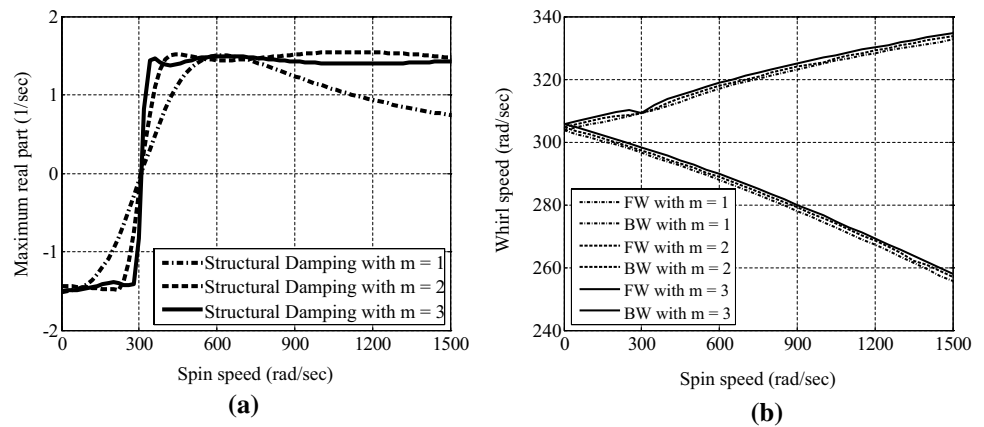 2
1
0
-1
-2
Maximum real part (1/sec)
Structural Damping with m = 1
Structural Damping with m = 2
Structural Damping with m = 3
0 300 600 900 1200 1500
Spin speed (rad/sec)
(a)
340
320
300
280
260
240
Whirl speed (rad/sec)
FW with m = 1
BW with m = 1
FW with m = 2
BW with m = 2
FW with m = 3
BW with m = 3
0 300 600 900 1200 1500
Spin speed (rad/sec)
(b)